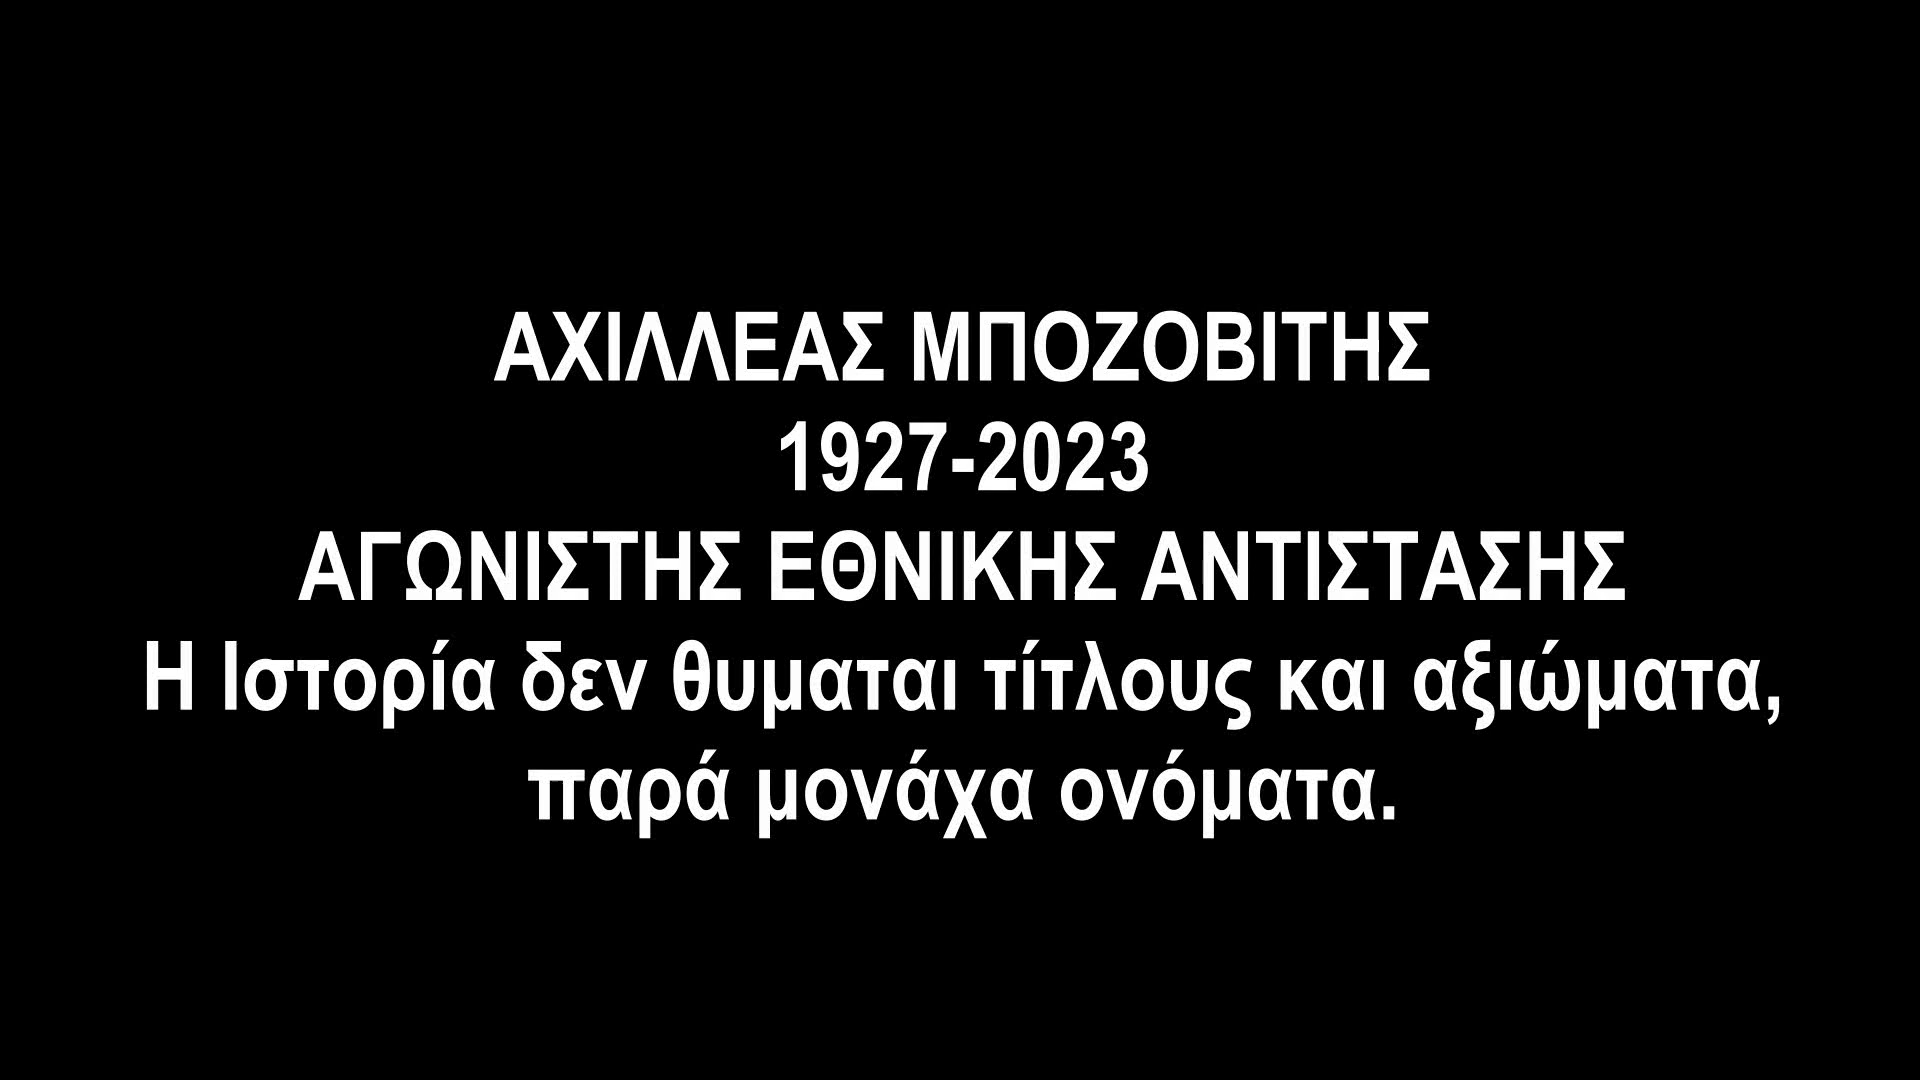 ΑΧΙΛΛΕΑΣ ΜΠΟΖΟΒΙΤΗΣ
1927-2023
ΑΓΩΝΙΣΤΗΣ ΕΘΝΙΚΗΣ ΑΝΤΙΣΤΑΣΗΣ
Η Ιστορία δεν θυμαται τίτλους και αξιώματα,
παρά μονάχα ονόματα.